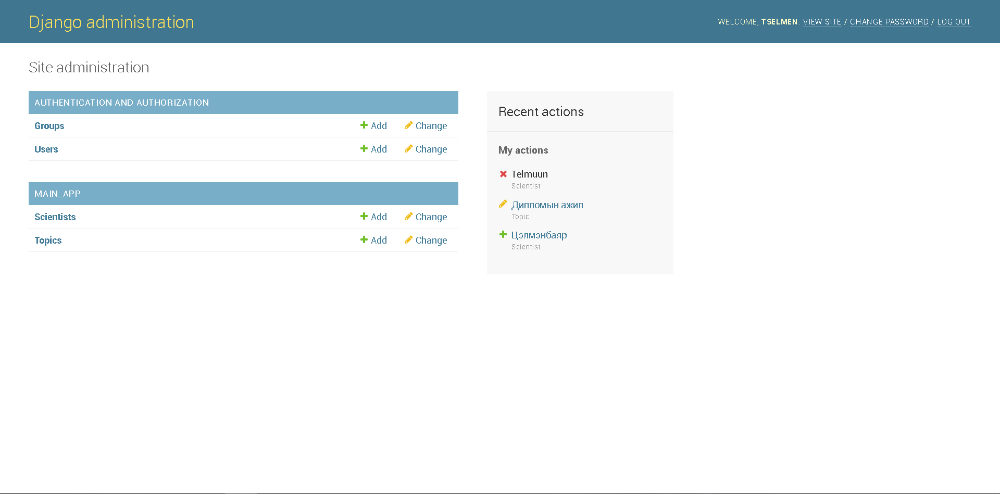 Django administration
WELCOME, TSELMEN. VIEW SITE / CHANGE PASSWORD / LOG OUT
Site administration
AUTHENTICATION AND AUTHORIZATION
Groups Add Change
Users Add Change
MAIN_APP
Scientists Add Change
Topics Add Change
Recent actions
My actions
Telmuun
Scientist
Дипломын ажил
Topic
Цэлмэнбаяр
Scientist